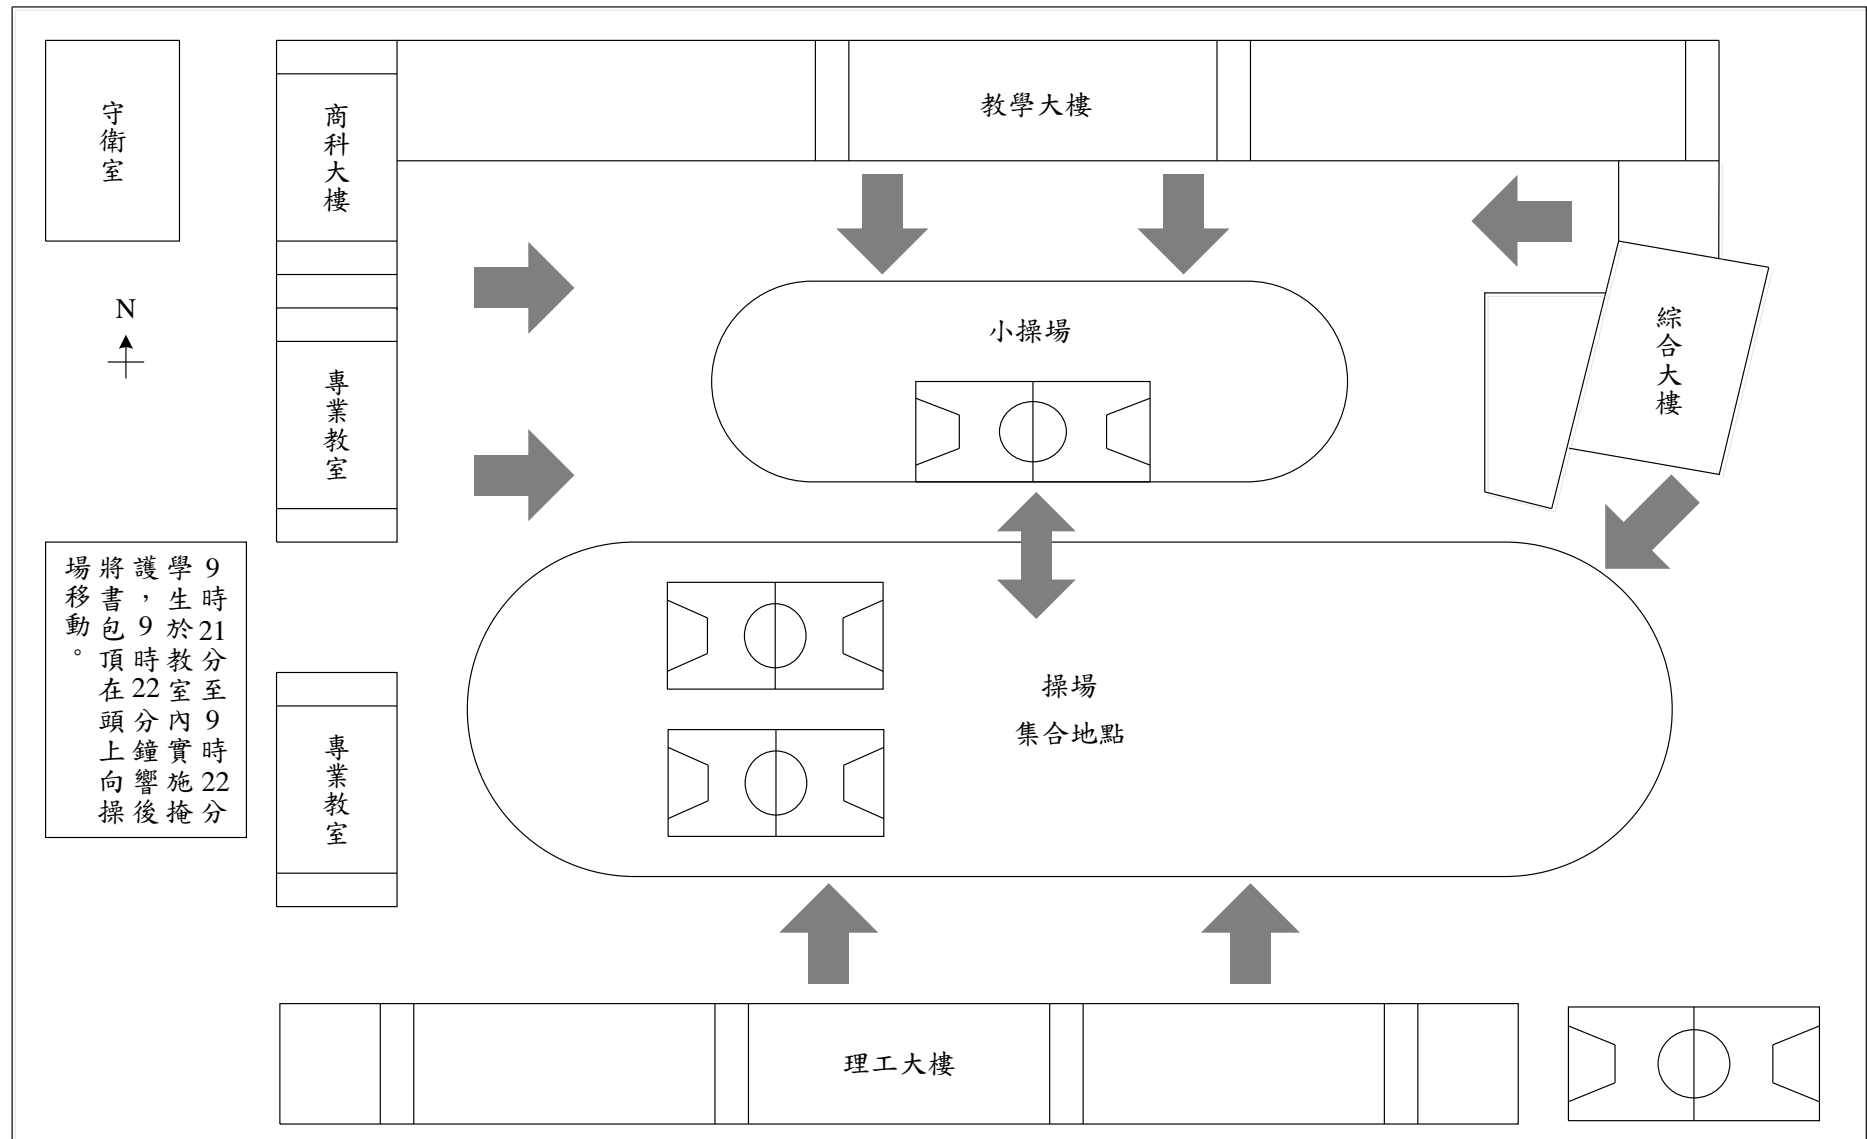 守衛室
商科大樓
教學大樓
N
小操場
綜合大樓
專業教室
9時21分至9時22分
學生於教室內實施掩
護，9時22分鐘響後
將書包頂在頭上向操
場移動。
操場
集合地點
專業教室
理工大樓